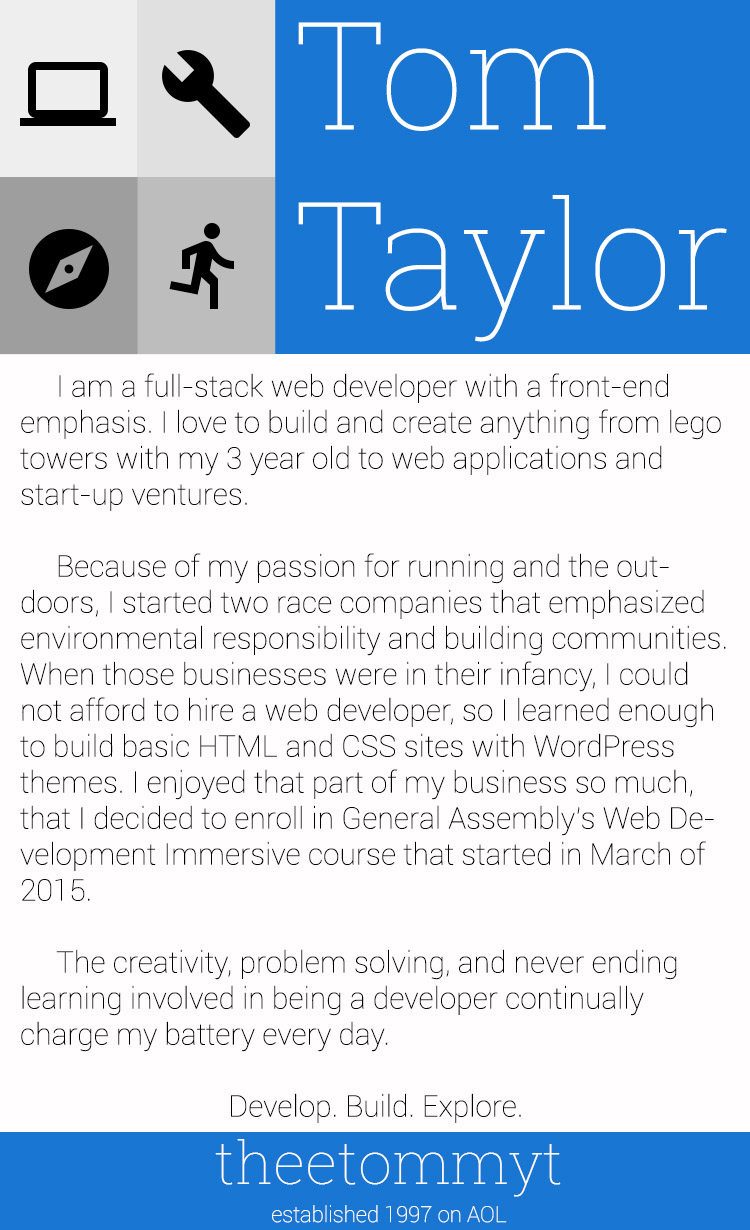 Tom
Taylor
I am a full-stack web developer with a front-end
emphasis. I love to build and create anything from lego
towers with my 3 year old to web applications and
start-up ventures.
Because of my passion for running and the out-
doors, I started two race companies that emphasized
environmental responsibility and building communities.
When those businesses were in their infancy, I could
not afford to hire a web developer, so I learned enough
to build basic HTML and CSS sites with WordPress
themes. I enjoyed that part of my business so much,
that I decided to enroll in General Assembly's Web De-
velopment Immersive course that started in March of
2015.
The creativity, problem solving, and never ending
learning involved in being a developer continually
charge my battery every day.
Develop. Build. Explore.
theetommyt
established 1997 on AOL